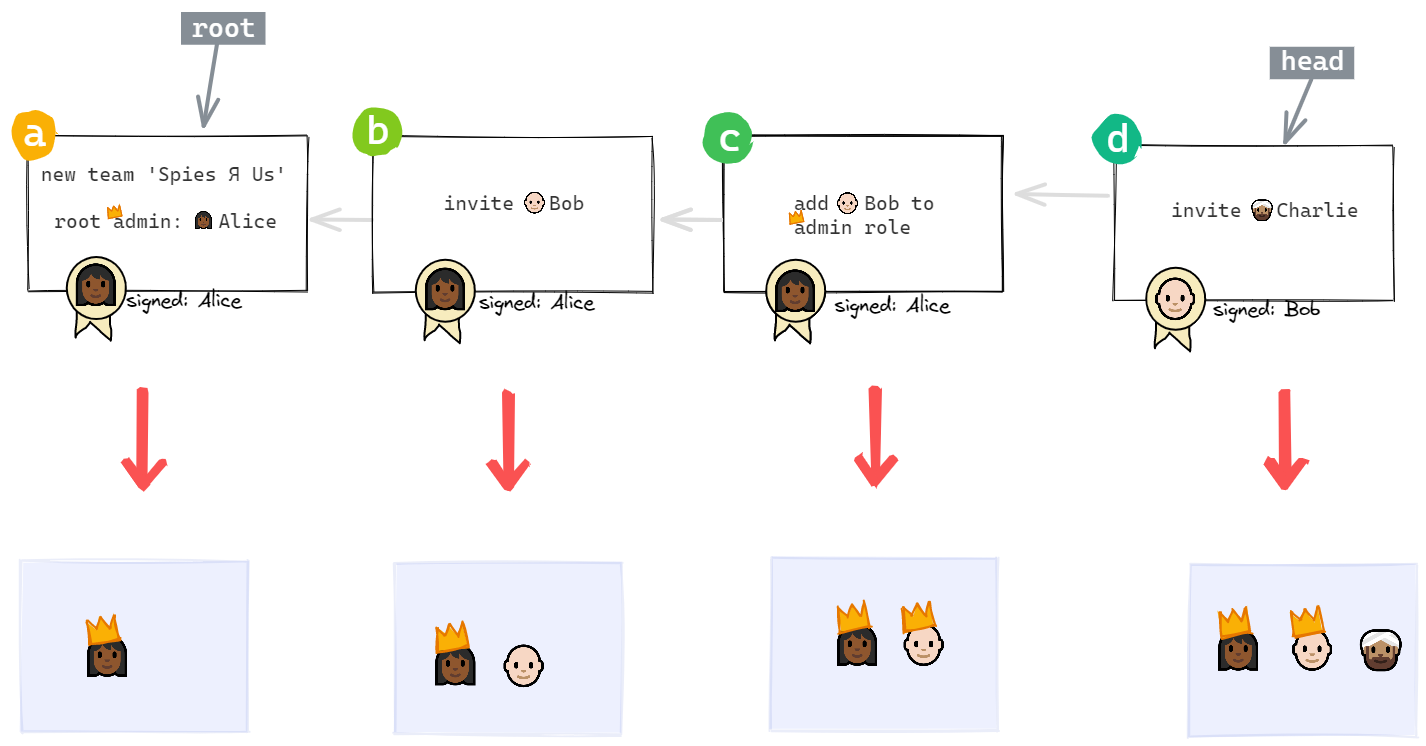 root
head
a
new team 'Spies Я Us'
root admin: Alice
signed: Alice
b
invite Bob
signed: Alice
c
add Bob to
admin role
signed: Alice
d
invite Charlie
signed: Bob